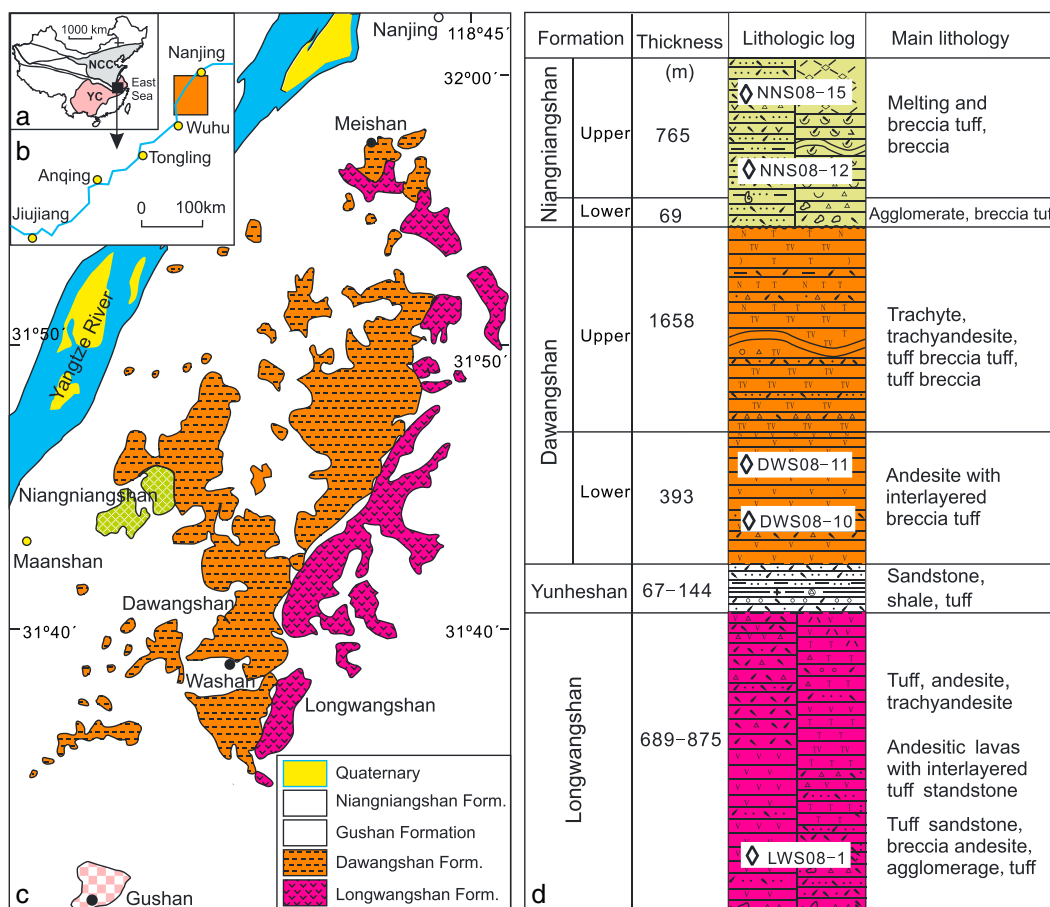 1000 km
NCC
YC
East
Sea
a
b
Nanjing
Wuhu
Tongling
Anqing
Jiujiang
0 100km
Nanjing
118°45´
32°00´
Meishan
31°50´
31°50´
Yangtze River
Niangniangshan
Maanshan
Dawangshan
31°40´
31°40´
Washan
Longwangshan
Quaternary
Niangniangshan Form.
Gushan Formation
Dawangshan Form.
Longwangshan Form.
Gushan
c
d
Formation Thickness Lithologic log Main lithology
(m)
Niangniangshan
Upper
765
NNS08-15
NNS08-12
Melting and
breccia tuff,
breccia
Lower
69
Agglomerate, breccia tuf
Dawangshan
Upper
1658
Trachyte,
trachyandesite,
tuff breccia tuff,
tuff breccia
Lower
393
DWS08-11
DWS08-10
Andesite with
interlayered
breccia tuff
Yunheshan
67-144
Sandstone,
shale, tuff
Longwangshan
689-875
LWS08-1
Tuff, andesite,
trachyandesite
Andesitic lavas
with interlayered
tuff standstone
Tuff sandstone,
breccia andesite,
agglomerage, tuff